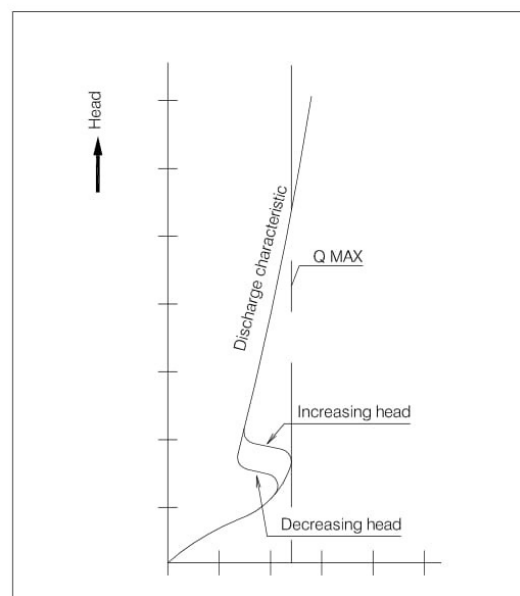 Head
Discharge characteristic
Q MAX
Increasing head
Decreasing head